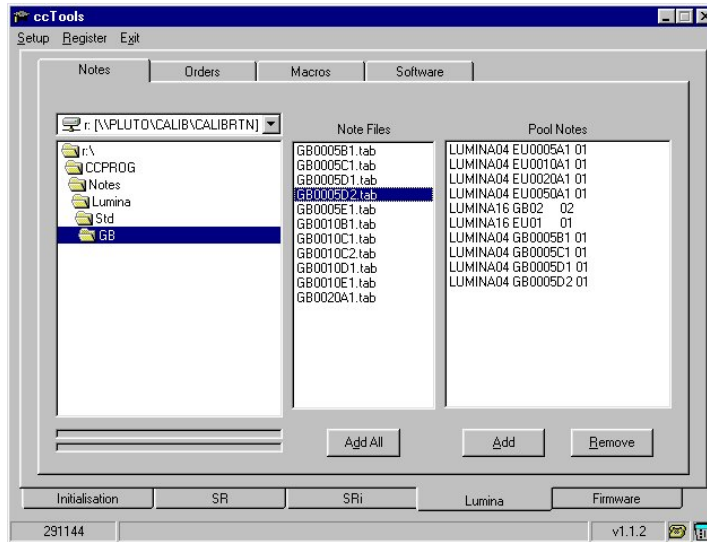 ccTools
Setup Register Exit
Notes Orders Macros Software
r: [\\PLUTO\CALIB\CALIBRTN]
r:\
CCPROG
Notes
Lumina
Std
GB
Note Files
GB0005B1.tab
GB0005C1.tab
GB0005D1.tab
GB0005D2.tab
GB0005E1.tab
GB0010B1.tab
GB0010C1.tab
GB0010C2.tab
GB0010D1.tab
GB0010E1.tab
GB0020A1.tab
Pool Notes
LUMINA04 EU0005A1 01
LUMINA04 EU0010A1 01
LUMINA04 EU0020A1 01
LUMINA04 EU0050A1 01
LUMINA16 GB02 02
LUMINA16 EU01 01
LUMINA04 GB0005B1 01
LUMINA04 GB0005C1 01
LUMINA04 GB0005D1 01
LUMINA04 GB0005D2 01
Add All Add Remove
Initialisation SR SRi Lumina Firmware
291144 v1.1.2